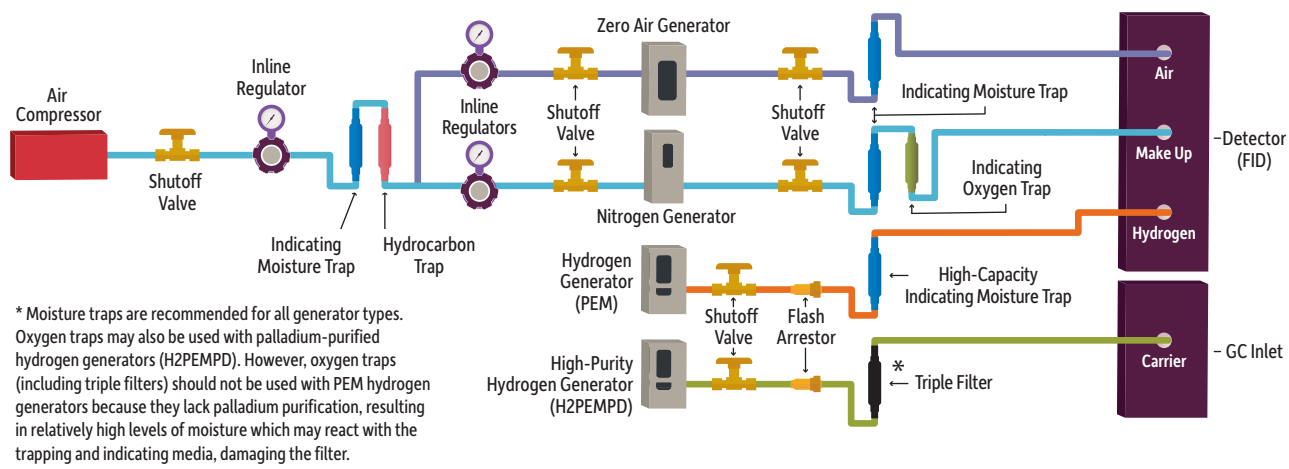 Zero Air Generator
Air
Compressor
Inline
Regulator
Shutoff
Valve
Indicating
Moisture Trap
Hydrocarbon
Trap
Inline
Regulators
Shutoff
Valve
Shutoff
Valve
Nitrogen Generator
Indicating Moisture Trap
Indicating
Oxygen Trap
Air
Make Up
Hydrogen
Detector
(FID)
Hydrogen
Generator
(PEM)
Shutoff
Valve
Flash
Arrestor
High-Capacity
Indicating Moisture Trap
High-Purity
Hydrogen Generator
(H2PEMPD)
*
Triple Filter
Carrier
GC Inlet
* Moisture traps are recommended for all generator types.
Oxygen traps may also be used with palladium-purified
hydrogen generators (H2PEMPD). However, oxygen traps
(including triple filters) should not be used with PEM hydrogen
generators because they lack palladium purification, resulting
in relatively high levels of moisture which may react with the
trapping and indicating media, damaging the filter.